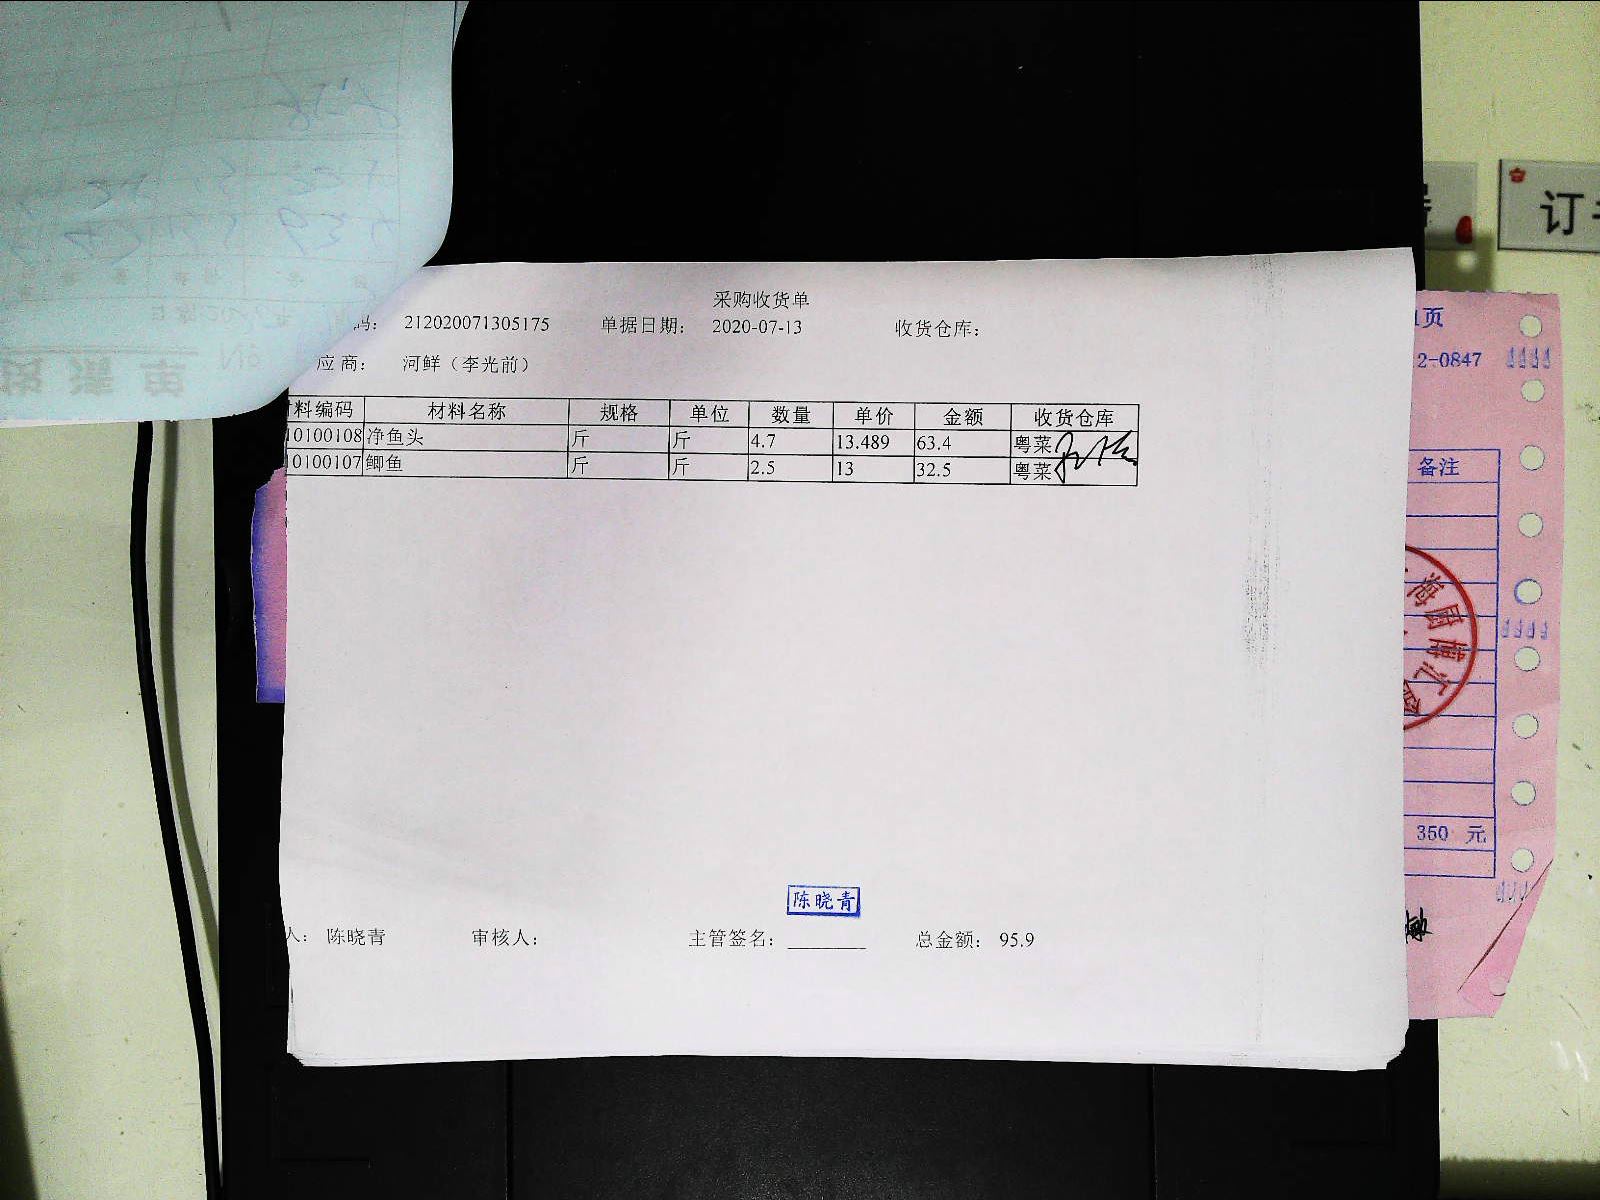 采购收货单
码： 212020071305175 单据日期： 2020-07-13 收货仓库：
应商： 河鲜（李光前）
料编码 材料名称 规格 单位 数量 单价 金额 收货仓库
10100108 净鱼头 斤 斤 4.7 13.489 63.4 粤菜
10100107 鲫鱼 斤 斤 2.5 13 32.5 粤菜
陈晓青
人： 陈晓青 审核人： 主管签名： 总金额： 95.9
页
2-0847
备注
350 元
海国博汇
订